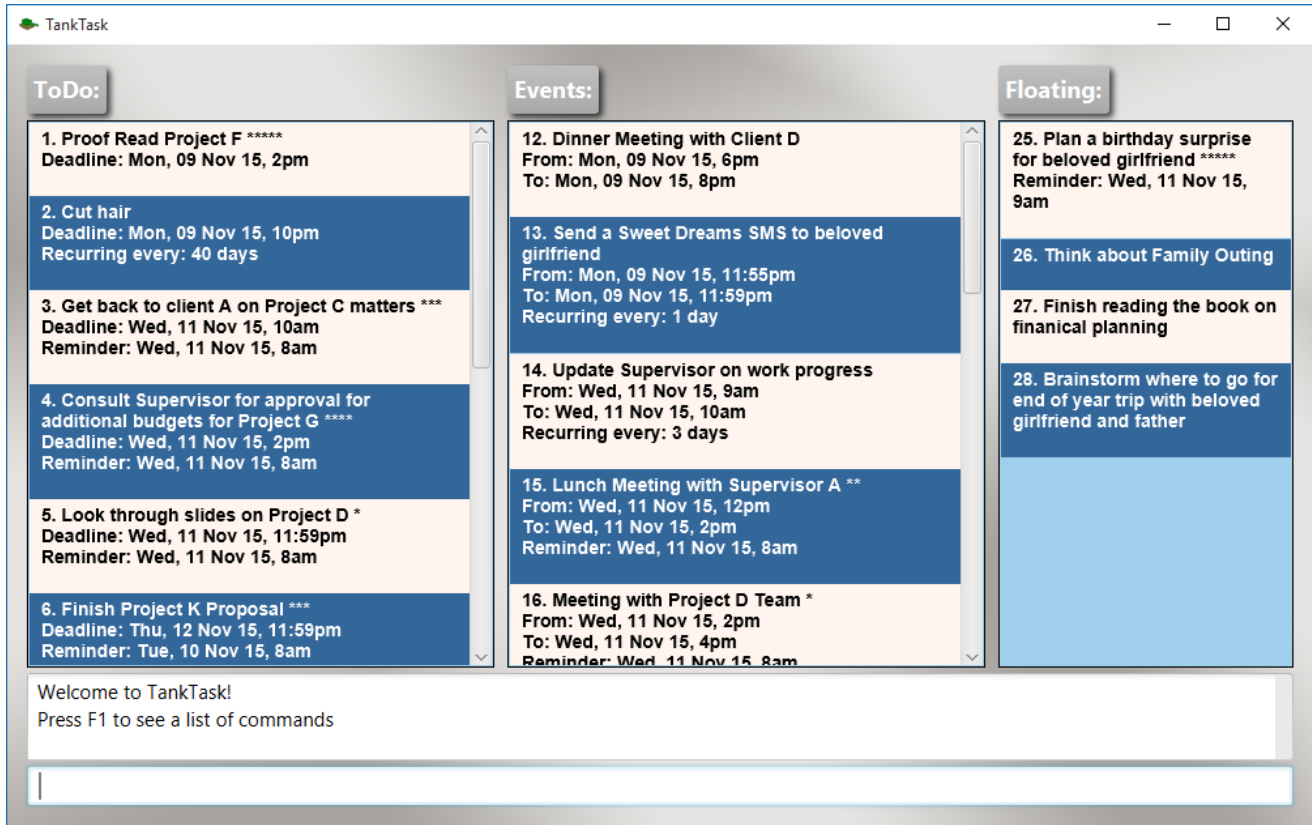 TankTask
ToDo:
1. Proof Read Project F *****
Deadline: Mon, 09 Nov 15, 2pm
2. Cut hair
Deadline: Mon, 09 Nov 15, 10pm
Recurring every: 40 days
3. Get back to client A on Project C matters ***
Deadline: Wed, 11 Nov 15, 10am
Reminder: Wed, 11 Nov 15, 8am
4. Consult Supervisor for approval for
additional budgets for Project G ****
Deadline: Wed, 11 Nov 15, 2pm
Reminder: Wed, 11 Nov 15, 8am
5. Look through slides on Project D *
Deadline: Wed, 11 Nov 15, 11:59pm
Reminder: Wed, 11 Nov 15, 8am
6. Finish Project K Proposal ***
Deadline: Thu, 12 Nov 15, 11:59pm
Reminder: Tue, 10 Nov 15, 8am
Events:
12. Dinner Meeting with Client D
From: Mon, 09 Nov 15, 6pm
To: Mon, 09 Nov 15, 8pm
13. Send a Sweet Dreams SMS to beloved
girlfriend
From: Mon, 09 Nov 15, 11:55pm
To: Mon, 09 Nov 15, 11:59pm
Recurring every: 1 day
14. Update Supervisor on work progress
From: Wed, 11 Nov 15, 9am
To: Wed, 11 Nov 15, 10am
Recurring every: 3 days
15. Lunch Meeting with Supervisor A **
From: Wed, 11 Nov 15, 12pm
To: Wed, 11 Nov 15, 2pm
Reminder: Wed, 11 Nov 15, 8am
16. Meeting with Project D Team *
From: Wed, 11 Nov 15, 2pm
To: Wed, 11 Nov 15, 4pm
Reminder: Wed, 11 Nov 15, 8am
Floating:
25. Plan a birthday surprise
for beloved girlfriend *****
Reminder: Wed, 11 Nov 15,
9am
26. Think about Family Outing
27. Finish reading the book on
finanical planning
28. Brainstorm where to go for
end of year trip with beloved
girlfriend and father
Welcome to TankTask!
Press F1 to see a list of commands